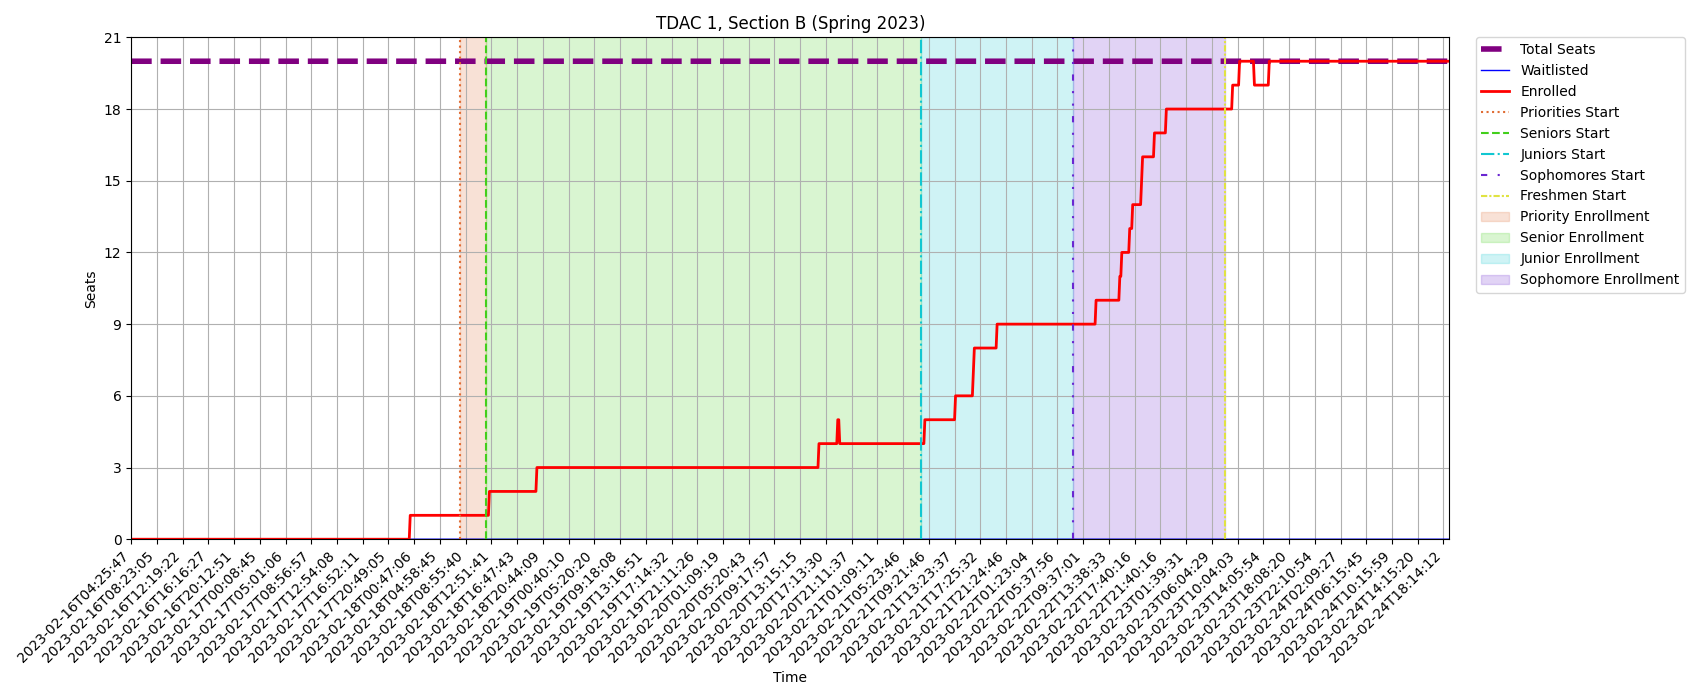 TDAC 1, Section B (Spring 2023)
21
18
15
12
9
6
3
0
Seats
2023-02-16T04:25:47
2023-02-16T08:23:05
2023-02-16T12:19:22
2023-02-16T16:16:27
2023-02-16T20:12:51
2023-02-17T00:08:45
2023-02-17T05:01:06
2023-02-17T08:56:57
2023-02-17T12:54:08
2023-02-17T16:52:11
2023-02-17T20:49:05
2023-02-18T00:47:06
2023-02-18T04:58:45
2023-02-18T08:55:40
2023-02-18T12:51:41
2023-02-18T16:47:43
2023-02-18T20:44:09
2023-02-19T00:40:10
2023-02-19T05:20:20
2023-02-19T09:18:08
2023-02-19T13:16:51
2023-02-19T17:14:32
2023-02-19T21:11:26
2023-02-20T01:09:19
2023-02-20T05:20:43
2023-02-20T09:17:57
2023-02-20T13:15:15
2023-02-20T17:13:30
2023-02-20T21:11:37
2023-02-21T01:09:11
2023-02-21T05:23:46
2023-02-21T09:21:46
2023-02-21T13:23:37
2023-02-21T17:25:32
2023-02-21T21:24:46
2023-02-22T01:23:04
2023-02-22T05:37:56
2023-02-22T09:37:01
2023-02-22T13:38:33
2023-02-22T17:40:16
2023-02-22T21:40:16
2023-02-23T01:39:31
2023-02-23T06:04:29
2023-02-23T10:04:03
2023-02-23T14:05:54
2023-02-23T18:08:20
2023-02-23T22:10:54
2023-02-24T02:09:27
2023-02-24T06:15:45
2023-02-24T10:15:59
2023-02-24T14:15:20
2023-02-24T18:14:12
Time
Total Seats
Waitlisted
Enrolled
Priorities Start
Seniors Start
Juniors Start
Sophomores Start
Freshmen Start
Priority Enrollment
Senior Enrollment
Junior Enrollment
Sophomore Enrollment